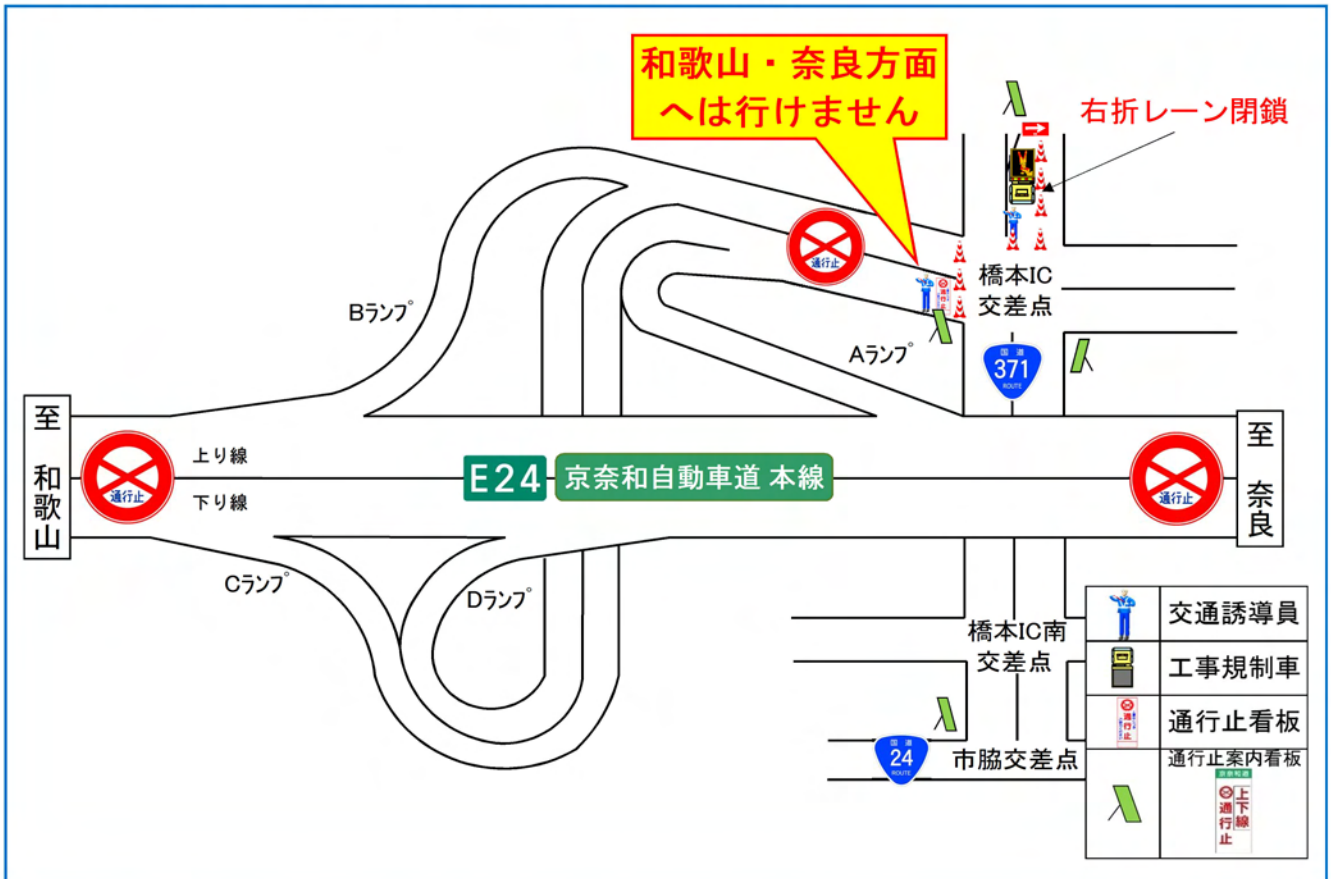 和歌山・奈良方面
へは行けません
右折レーン閉鎖
通行止
橋本IC
交差点
通行止
Bランプ
Aランプ
国道
371
ROUTE
至 和歌山
通行止
上り線
下り線
E24 京奈和自動車道 本線
通行止
至 奈良
Cランプ
Dランプ
橋本IC南
交差点
国道
24
ROUTE
市脇交差点
交通誘導員
工事規制車
通行止
通行止看板
通行止案内看板
京奈和道
上下線
通行止